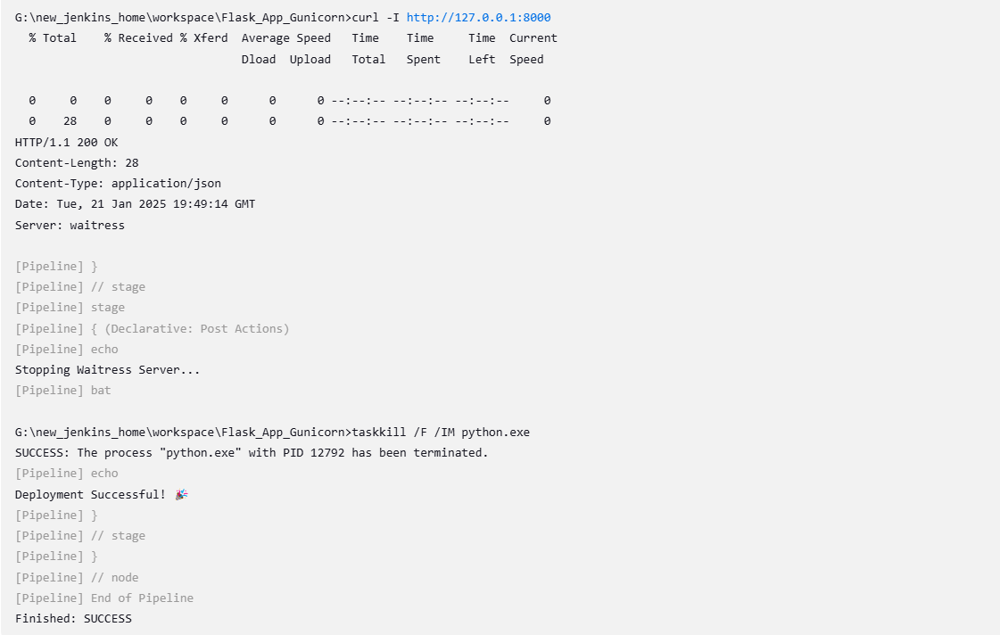 G:\new_jenkins_home\workspace\Flask_App_Gunicorn>curl -I http://127.0.0.1:8000
  % Total    % Received % Xferd  Average Speed   Time    Time     Time  Current
                                 Dload  Upload   Total   Spent    Left  Speed

  0     0    0     0    0     0      0      0 --:--:-- --:--:-- --:--:--     0
  0    28    0     0    0     0      0      0 --:--:-- --:--:-- --:--:--     0
HTTP/1.1 200 OK
Content-Length: 28
Content-Type: application/json
Date: Tue, 21 Jan 2025 19:49:14 GMT
Server: waitress

[Pipeline] }
[Pipeline] // stage
[Pipeline] stage
[Pipeline] { (Declarative: Post Actions)
[Pipeline] echo
Stopping Waitress Server...
[Pipeline] bat

G:\new_jenkins_home\workspace\Flask_App_Gunicorn>taskkill /F /IM python.exe
SUCCESS: The process "python.exe" with PID 12792 has been terminated.
[Pipeline] echo
Deployment Successful! 🎉
[Pipeline] }
[Pipeline] // stage
[Pipeline] }
[Pipeline] // node
[Pipeline] End of Pipeline
Finished: SUCCESS